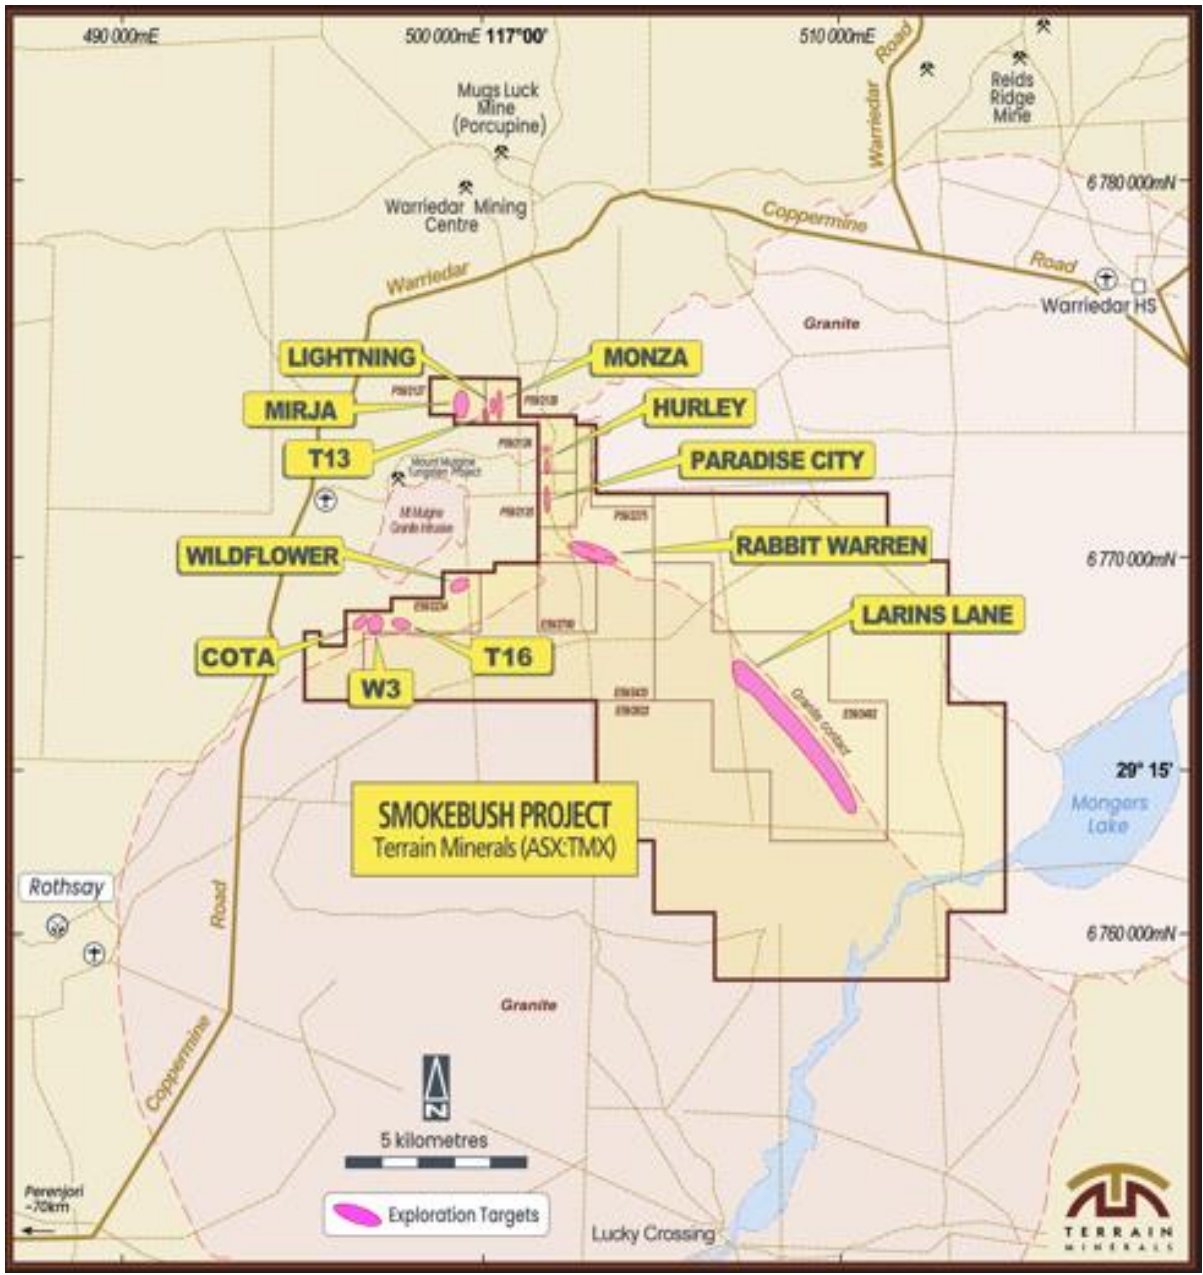 490 000mE
500 000mE 117°00'
510 000mE
Road
Warriedar
Mugs Luck
Mine
(Porcupine)
Reids
Ridge
Mine
6 780 000mN
Warriedar Mining
Centre
Coppermine
Road
Warriedar
Warriedar HS
Granite
LIGHTNING
MONZA
MIRJA
HURLEY
T13
PARADISE CITY
Mount Mulgine
Tungsten Project
Mt Mulgine
Granite Intrusive
WILDFLOWER
RABBIT WARREN
6 770 000mN
LARINS LANE
COTA
T16
W3
Granite contact
29° 15'
SMOKEBUSH PROJECT
Terrain Minerals (ASX:TMX)
Mongers
Lake
Rothsay
Road
6 760 000mN
Granite
Coppermine
N
5 kilometres
Perenjori
~70km
Exploration Targets
Lucky Crossing
TERRAIN
MINERALS